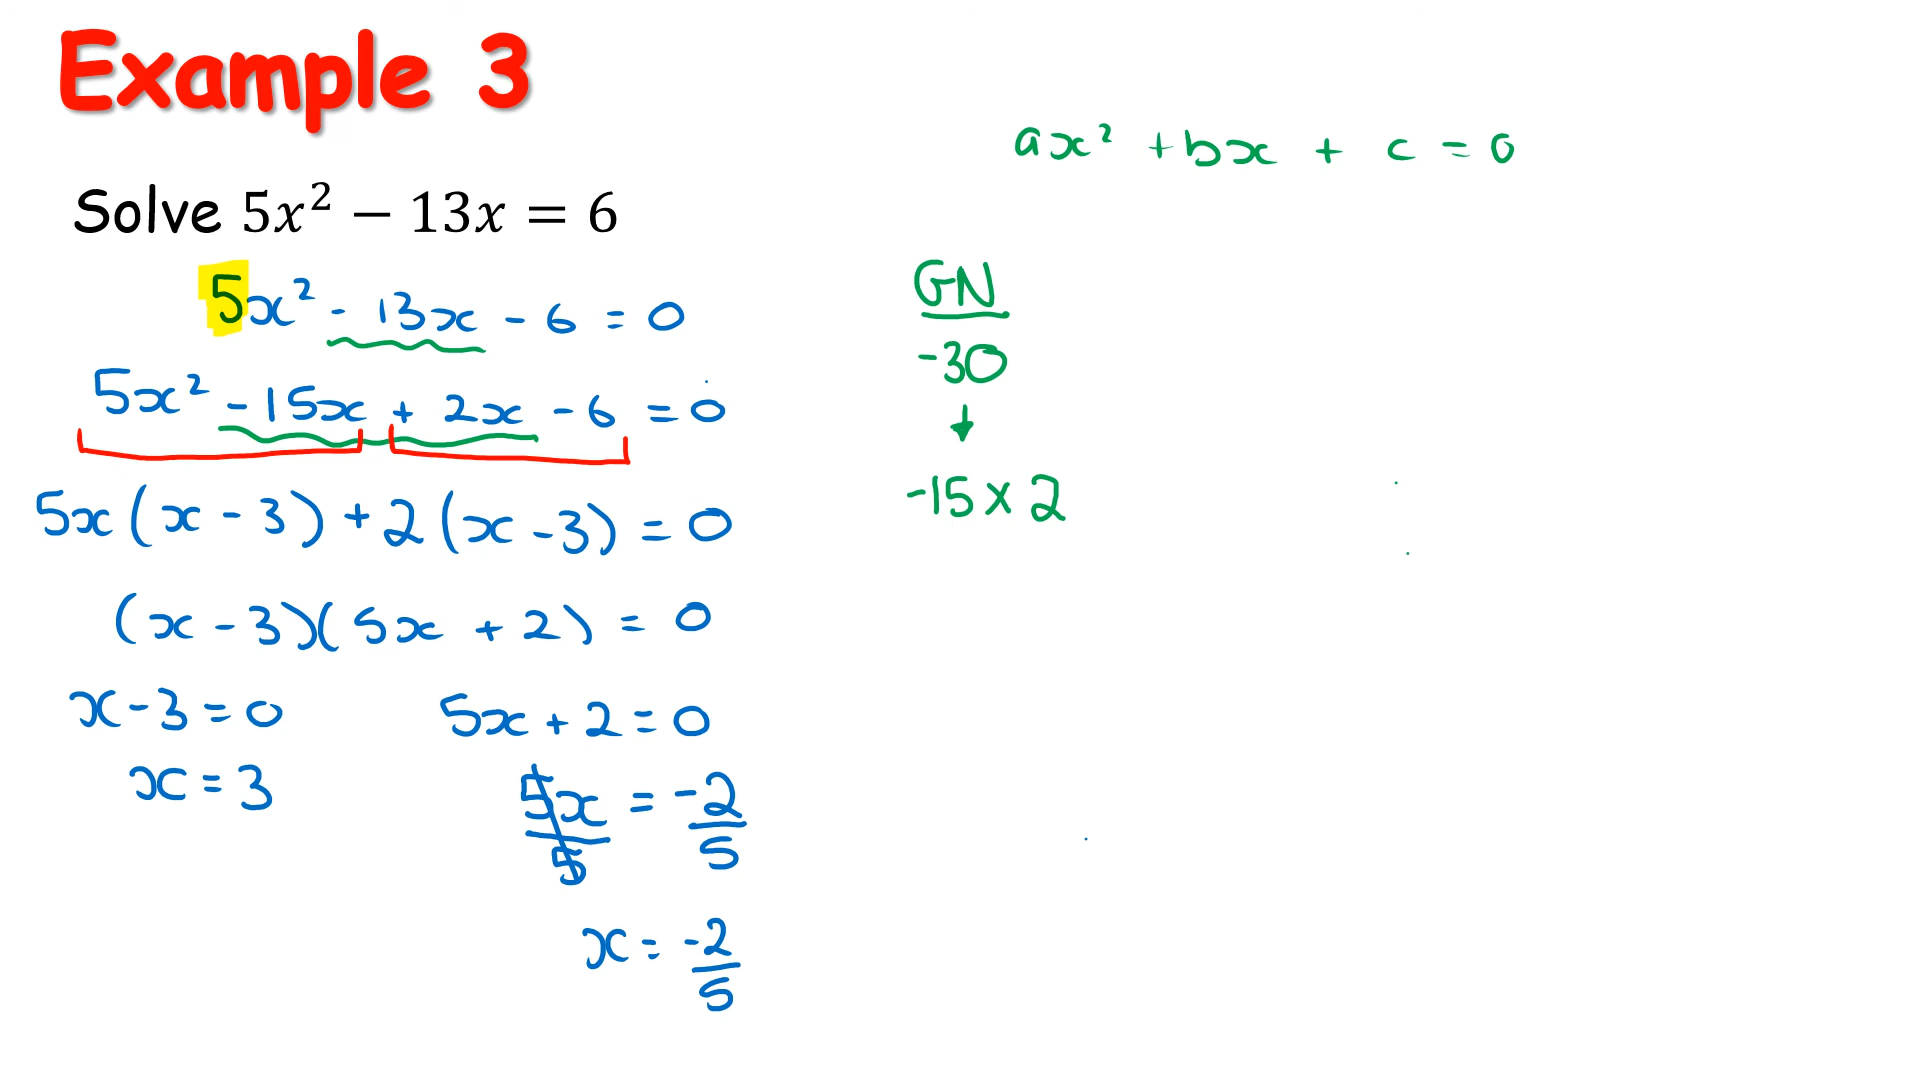 Example 3
Solve 5x² − 13x = 6
5x² - 13x - 6 = 0
5x² - 15x + 2x - 6 = 0
5x(x - 3) + 2(x - 3) = 0
(x - 3)(5x + 2) = 0
x - 3 = 0
x = 3
5x + 2 = 0
5x/5 = -2/5
x = -2/5
ax² + bx + c = 0
GN
-30
↓
-15 x 2